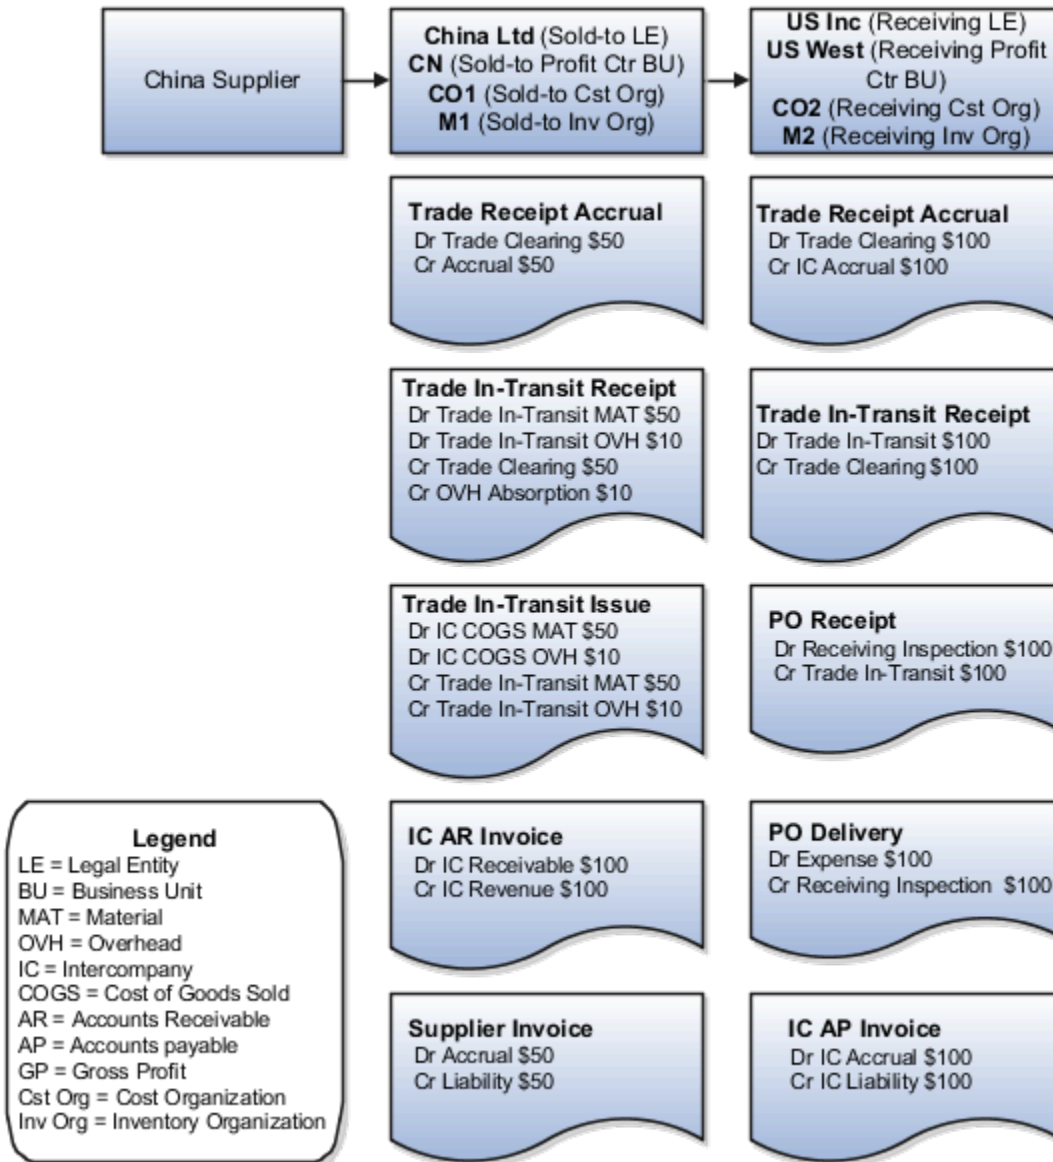 China Supplier
China Ltd (Sold-to LE)
CN (Sold-to Profit Ctr BU)
CO1 (Sold-to Cst Org)
M1 (Sold-to Inv Org)
US Inc (Receiving LE)
US West (Receiving Profit
Ctr BU)
CO2 (Receiving Cst Org)
M2 (Receiving Inv Org)
Trade Receipt Accrual
Dr Trade Clearing $50
Cr Accrual $50
Trade Receipt Accrual
Dr Trade Clearing $100
Cr IC Accrual $100
Trade In-Transit Receipt
Dr Trade In-Transit MAT $50
Dr Trade In-Transit OVH $10
Cr Trade Clearing $50
Cr OVH Absorption $10
Trade In-Transit Receipt
Dr Trade In-Transit $100
Cr Trade Clearing $100
Trade In-Transit Issue
Dr IC COGS MAT $50
Dr IC COGS OVH $10
Cr Trade In-Transit MAT $50
Cr Trade In-Transit OVH $10
PO Receipt
Dr Receiving Inspection $100
Cr Trade In-Transit $100
Legend
LE = Legal Entity
BU = Business Unit
MAT = Material
OVH = Overhead
IC = Intercompany
COGS = Cost of Goods Sold
AR = Accounts Receivable
AP = Accounts payable
GP = Gross Profit
Cst Org = Cost Organization
Inv Org = Inventory Organization
IC AR Invoice
Dr IC Receivable $100
Cr IC Revenue $100
PO Delivery
Dr Expense $100
Cr Receiving Inspection $100
Supplier Invoice
Dr Accrual $50
Cr Liability $50
IC AP Invoice
Dr IC Accrual $100
Cr IC Liability $100